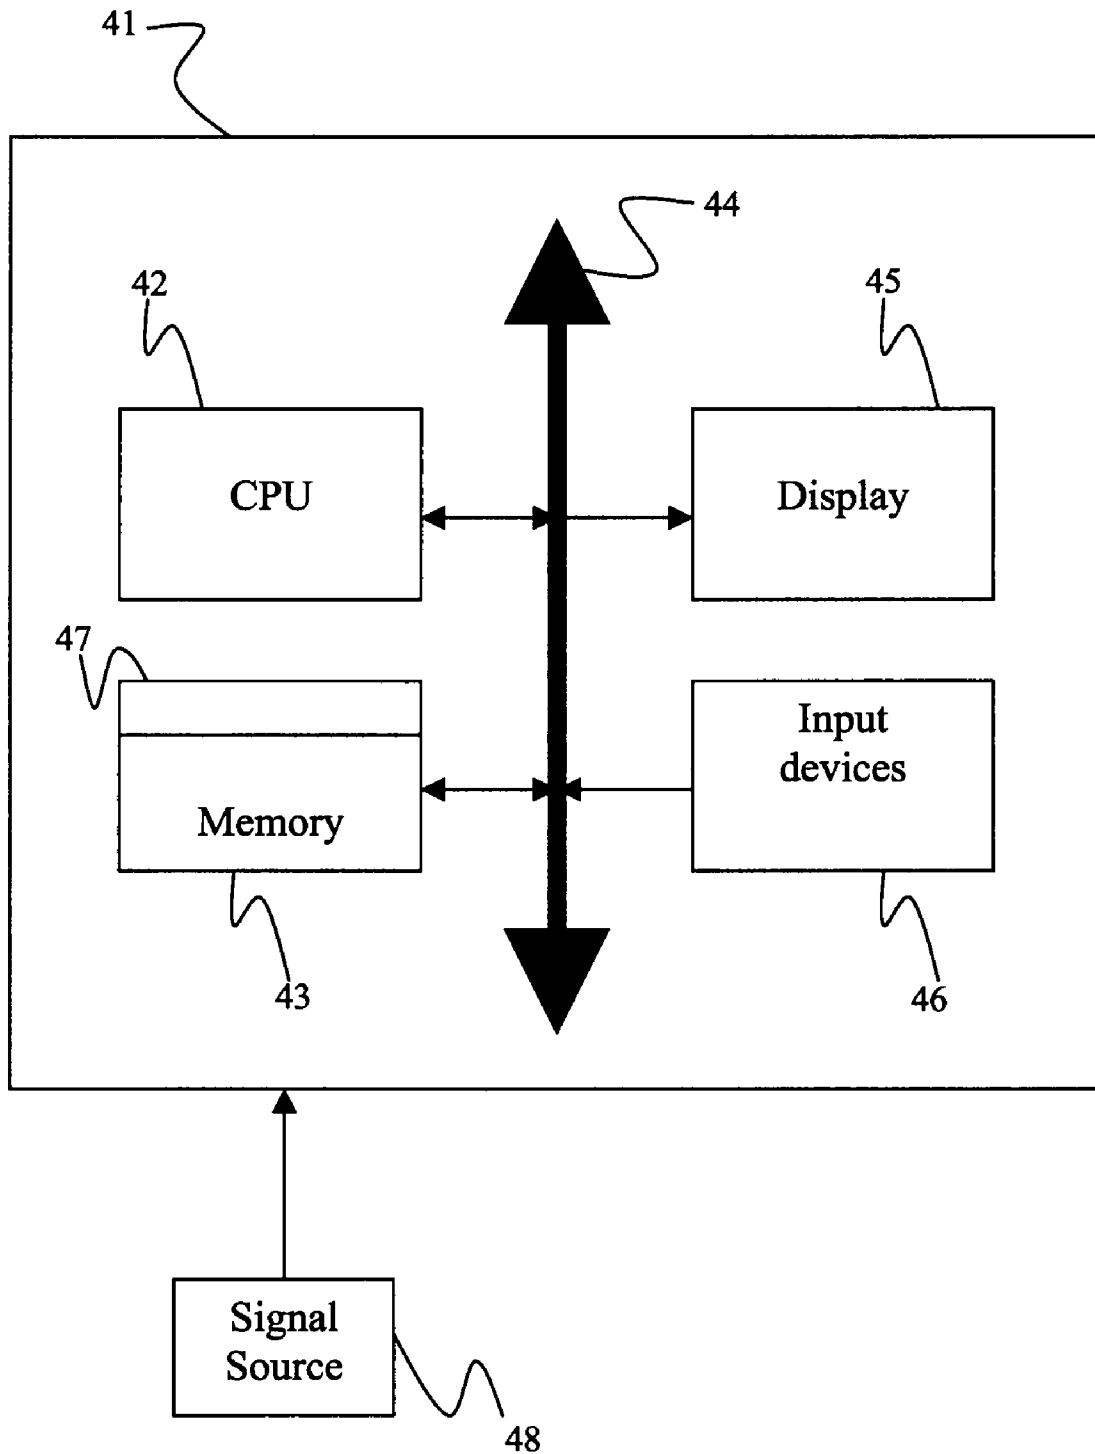 41
44
42
45
CPU
Display
47
Input
devices
Memory
43
46
Signal
Source
48